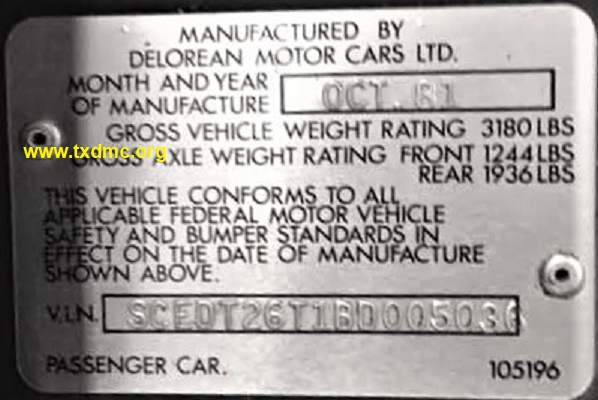 MANUFACTURED BY
DELOREAN MOTOR CARS LTD.
MONTH AND YEAR
OF MANUFACTURE OCT.81
GROSS VEHICLE WEIGHT RATING 3180 LBS
www.txdmc.org
GROSS AXLE WEIGHT RATING FRONT 1244 LBS
REAR 1936 LBS
THIS VEHICLE CONFORMS TO ALL
APPLICABLE FEDERAL MOTOR VEHICLE
SAFETY AND BUMPER STANDARDS IN
EFFECT ON THE DATE OF MANUFACTURE
SHOWN ABOVE.
V.I.N. SCEDT26T1BD005036
PASSENGER CAR. 105196